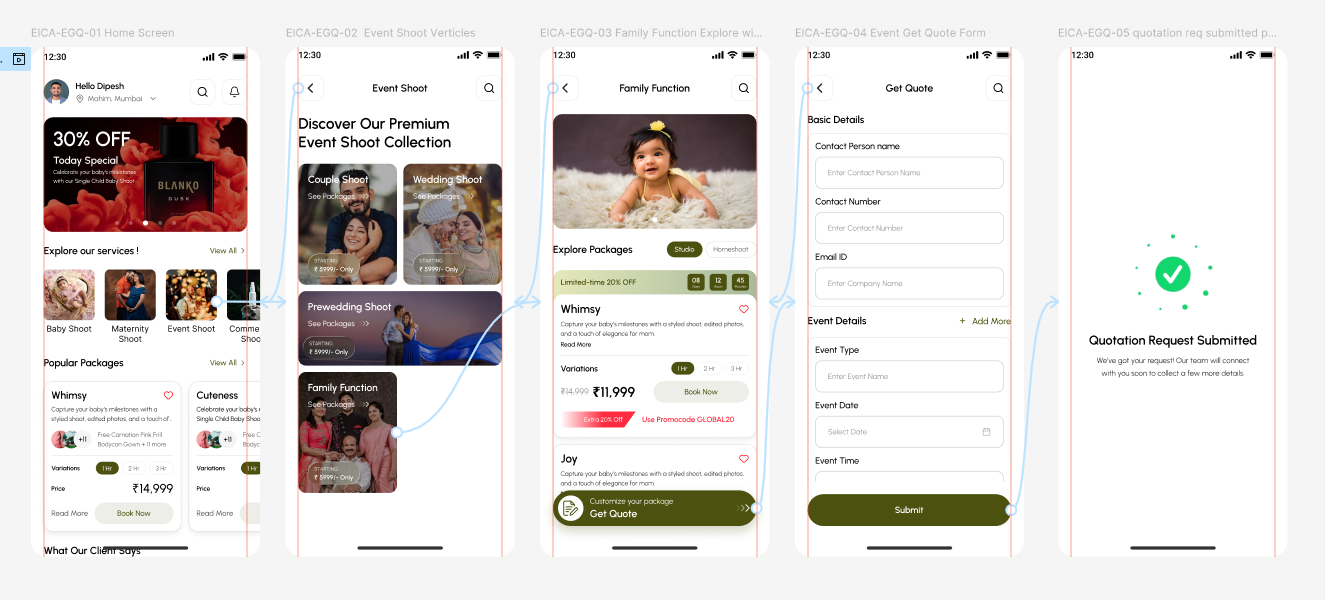 EICA-EGQ-01 Home Screen
12:30
Hello Dipesh
Mahim, Mumbai
30% OFF
Today Special
Celebrate your baby's milestones
with our Single Child Baby Shoot
BLANKO
DUSK
Explore our services !
View All
Baby Shoot
Maternity
Shoot
Event Shoot
Comme
Shoo
Popular Packages
View All
Whimsy
Capture your baby's milestones with a
styled shoot, edited photos, and a touch of..
+11
Free Carnation Pink Frill
Bodycon Gown + 11 more
Variations
1 Hr
2 Hr
3 Hr
Price
₹14,999
Read More
Book Now
Cuteness
Celebrate your baby's
Single Child Baby Shoo
+11
Free C
Bodyc
Variations
1 H
Price
Read More
What Our Client Says
EICA-EGQ-02 Event Shoot Verticles
12:30
Event Shoot
Discover Our Premium
Event Shoot Collection
Couple Shoot
See Packages
STARTING
₹ 5999/- Only
Wedding Shoot
See Packages
STARTING
₹ 5999/- Only
Prewedding Shoot
See Packages
STARTING
₹ 5999/- Only
Family Function
See Packages
STARTING
₹ 5999/- Only
EICA-EGQ-03 Family Function Explore wi...
12:30
Family Function
Explore Packages
Studio
Homeshoot
Limited-time 20% OFF
08
Days
12
Hours
45
Minutes
Whimsy
Capture your baby's milestones with a styled shoot, edited photos,
and a touch of elegance for mom.
Read More
Variations
1 Hr
2 Hr
3 Hr
₹14,999 ₹11,999
Book Now
Extra 20% Off
Use Promocode GLOBAL20
Joy
Capture your baby's milestones with a styled shoot, edited photos,
and a touch of elegance for mom.
Customize your package
Get Quote
EICA-EGQ-04 Event Get Quote Form
12:30
Get Quote
Basic Details
Contact Person name
Enter Contact Person Name
Contact Number
Enter Contact Number
Email ID
Enter Company Name
Event Details
+ Add More
Event Type
Enter Event Name
Event Date
Select Date
Event Time
Submit
EICA-EGQ-05 quotation req submitted p...
12:30
Quotation Request Submitted
We've got your request! Our team will connect
with you soon to collect a few more details